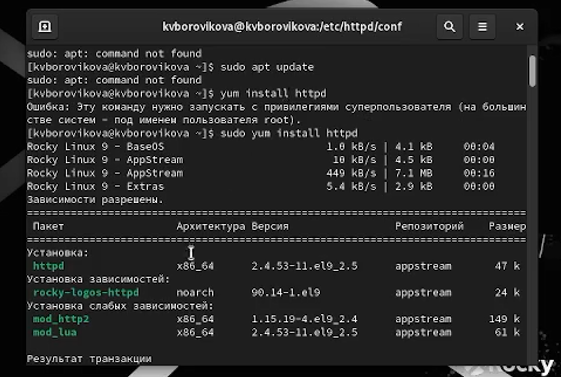 kvborovikova@kvborovikova:/etc/httpd/conf
sudo: apt: command not found
[kvborovikova@kvborovikova ~]$ sudo apt update
sudo: apt: command not found
[kvborovikova@kvborovikova ~]$ yum install httpd
Ошибка: Эту команду нужно запускать с привилегиями суперпользователя (на большин
стве систем - под именем пользователя root).
[kvborovikova@kvborovikova ~]$ sudo yum install httpd
Rocky Linux 9 - BaseOS 1.0 kB/s | 4.1 kB 00:04
Rocky Linux 9 - AppStream 10 kB/s | 4.5 kB 00:00
Rocky Linux 9 - AppStream 449 kB/s | 7.1 MB 00:16
Rocky Linux 9 - Extras 5.4 kB/s | 2.9 kB 00:00
Зависимости разрешены.
Пакет Архитектура Версия Репозиторий Размер
Установка:
httpd x86_64 2.4.53-11.el9_2.5 appstream 47 k
Установка зависимостей:
rocky-logos-httpd noarch 90.14-1.el9 appstream 24 k
Установка слабых зависимостей:
mod_http2 x86_64 1.15.19-4.el9_2.4 appstream 149 k
mod_lua x86_64 2.4.53-11.el9_2.5 appstream 61 k
Результат транзакции
Rocky